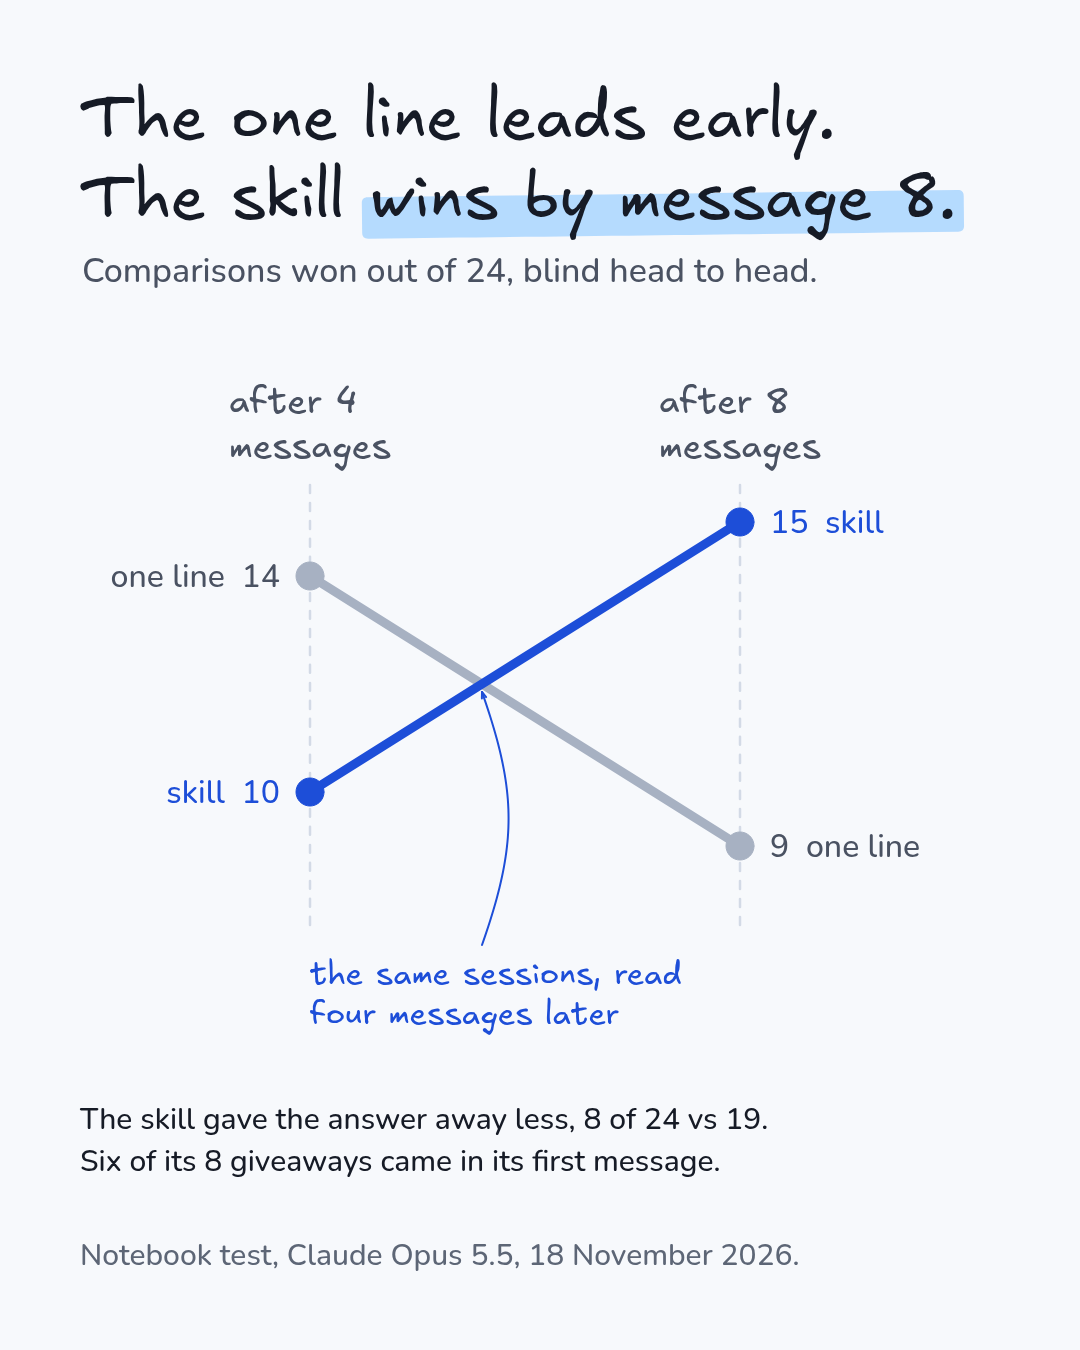 The one line leads early.
The skill wins by message 8.
Comparisons won out of 24, blind head to head.
after 4
messages
after 8
messages
15 skill
one line 14
skill 10
9 one line
the same sessions, read
four messages later
The skill gave the answer away less, 8 of 24 vs 19.
Six of its 8 giveaways came in its first message.
Notebook test, Claude Opus 5.5, 18 November 2026.